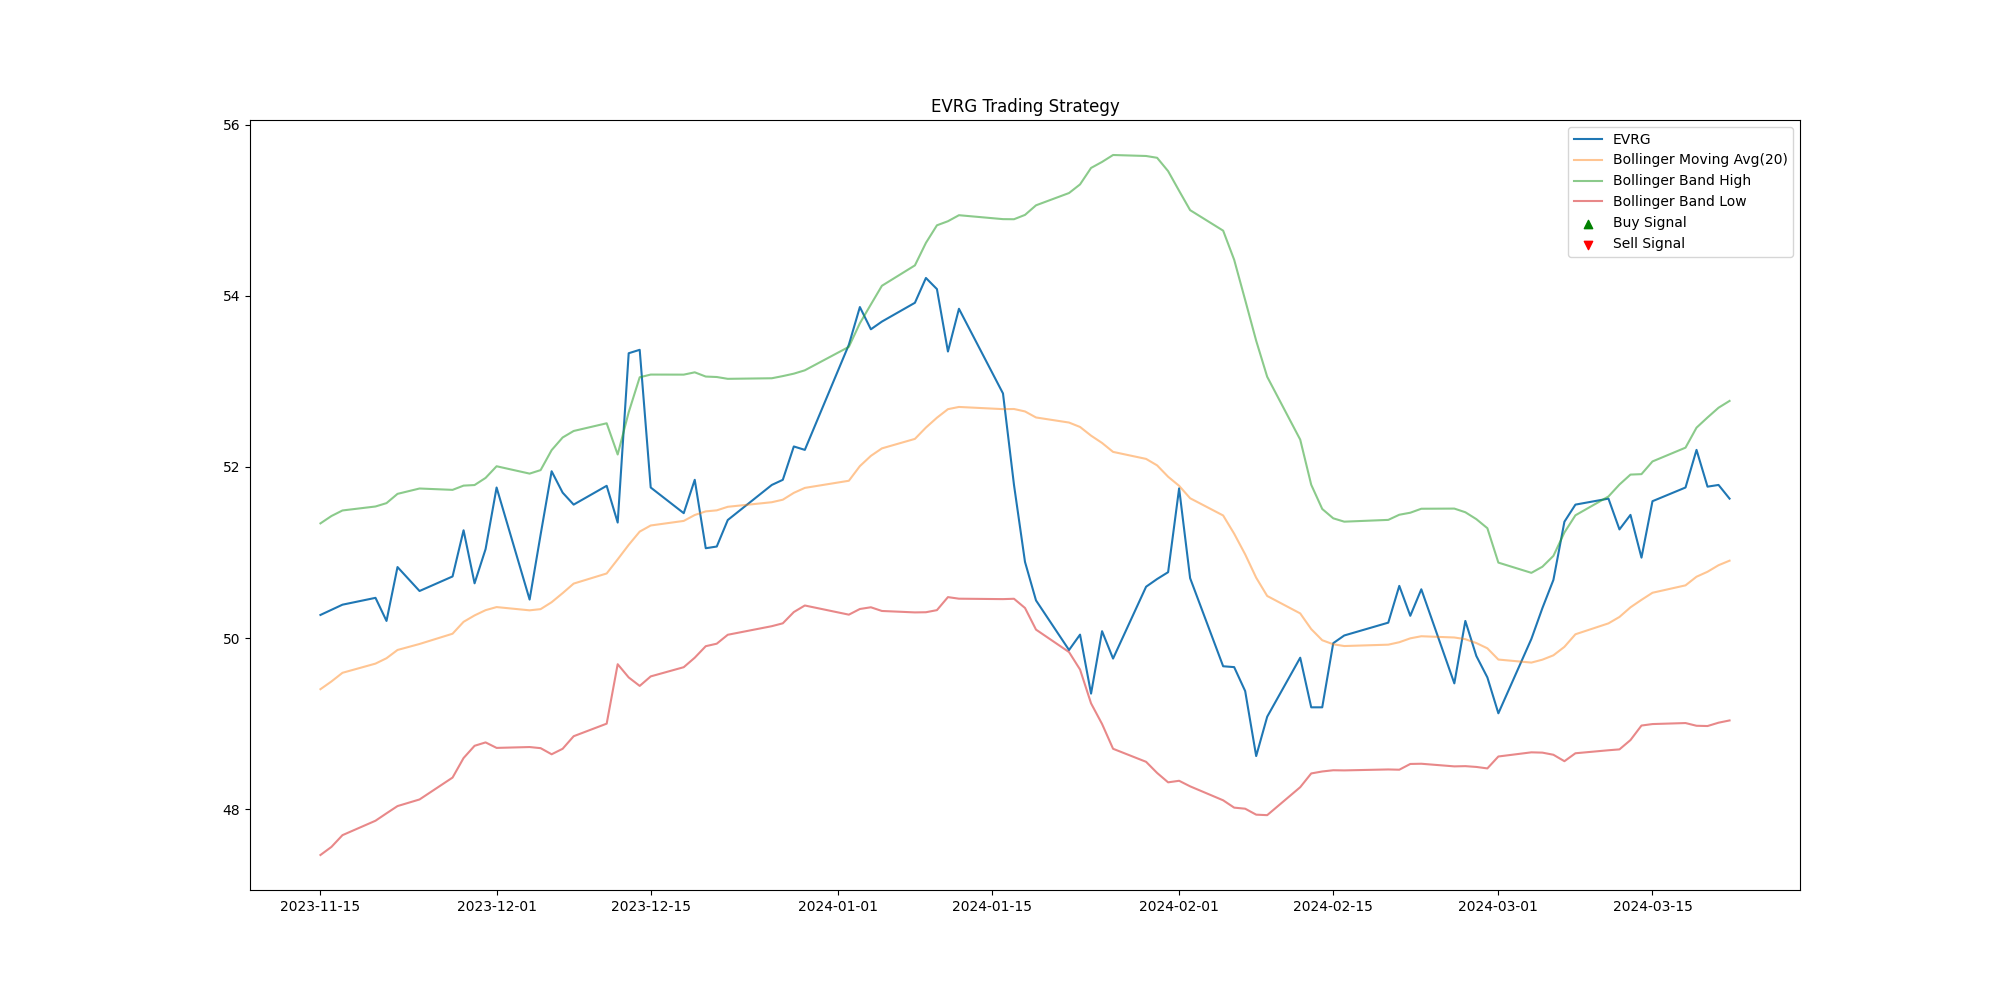 EVRG Trading Strategy
56
54
52
50
48
EVRG
Bollinger Moving Avg(20)
Bollinger Band High
Bollinger Band Low
Buy Signal
Sell Signal
2023-11-15 2023-12-01 2023-12-15 2024-01-01 2024-01-15 2024-02-01 2024-02-15 2024-03-01 2024-03-15